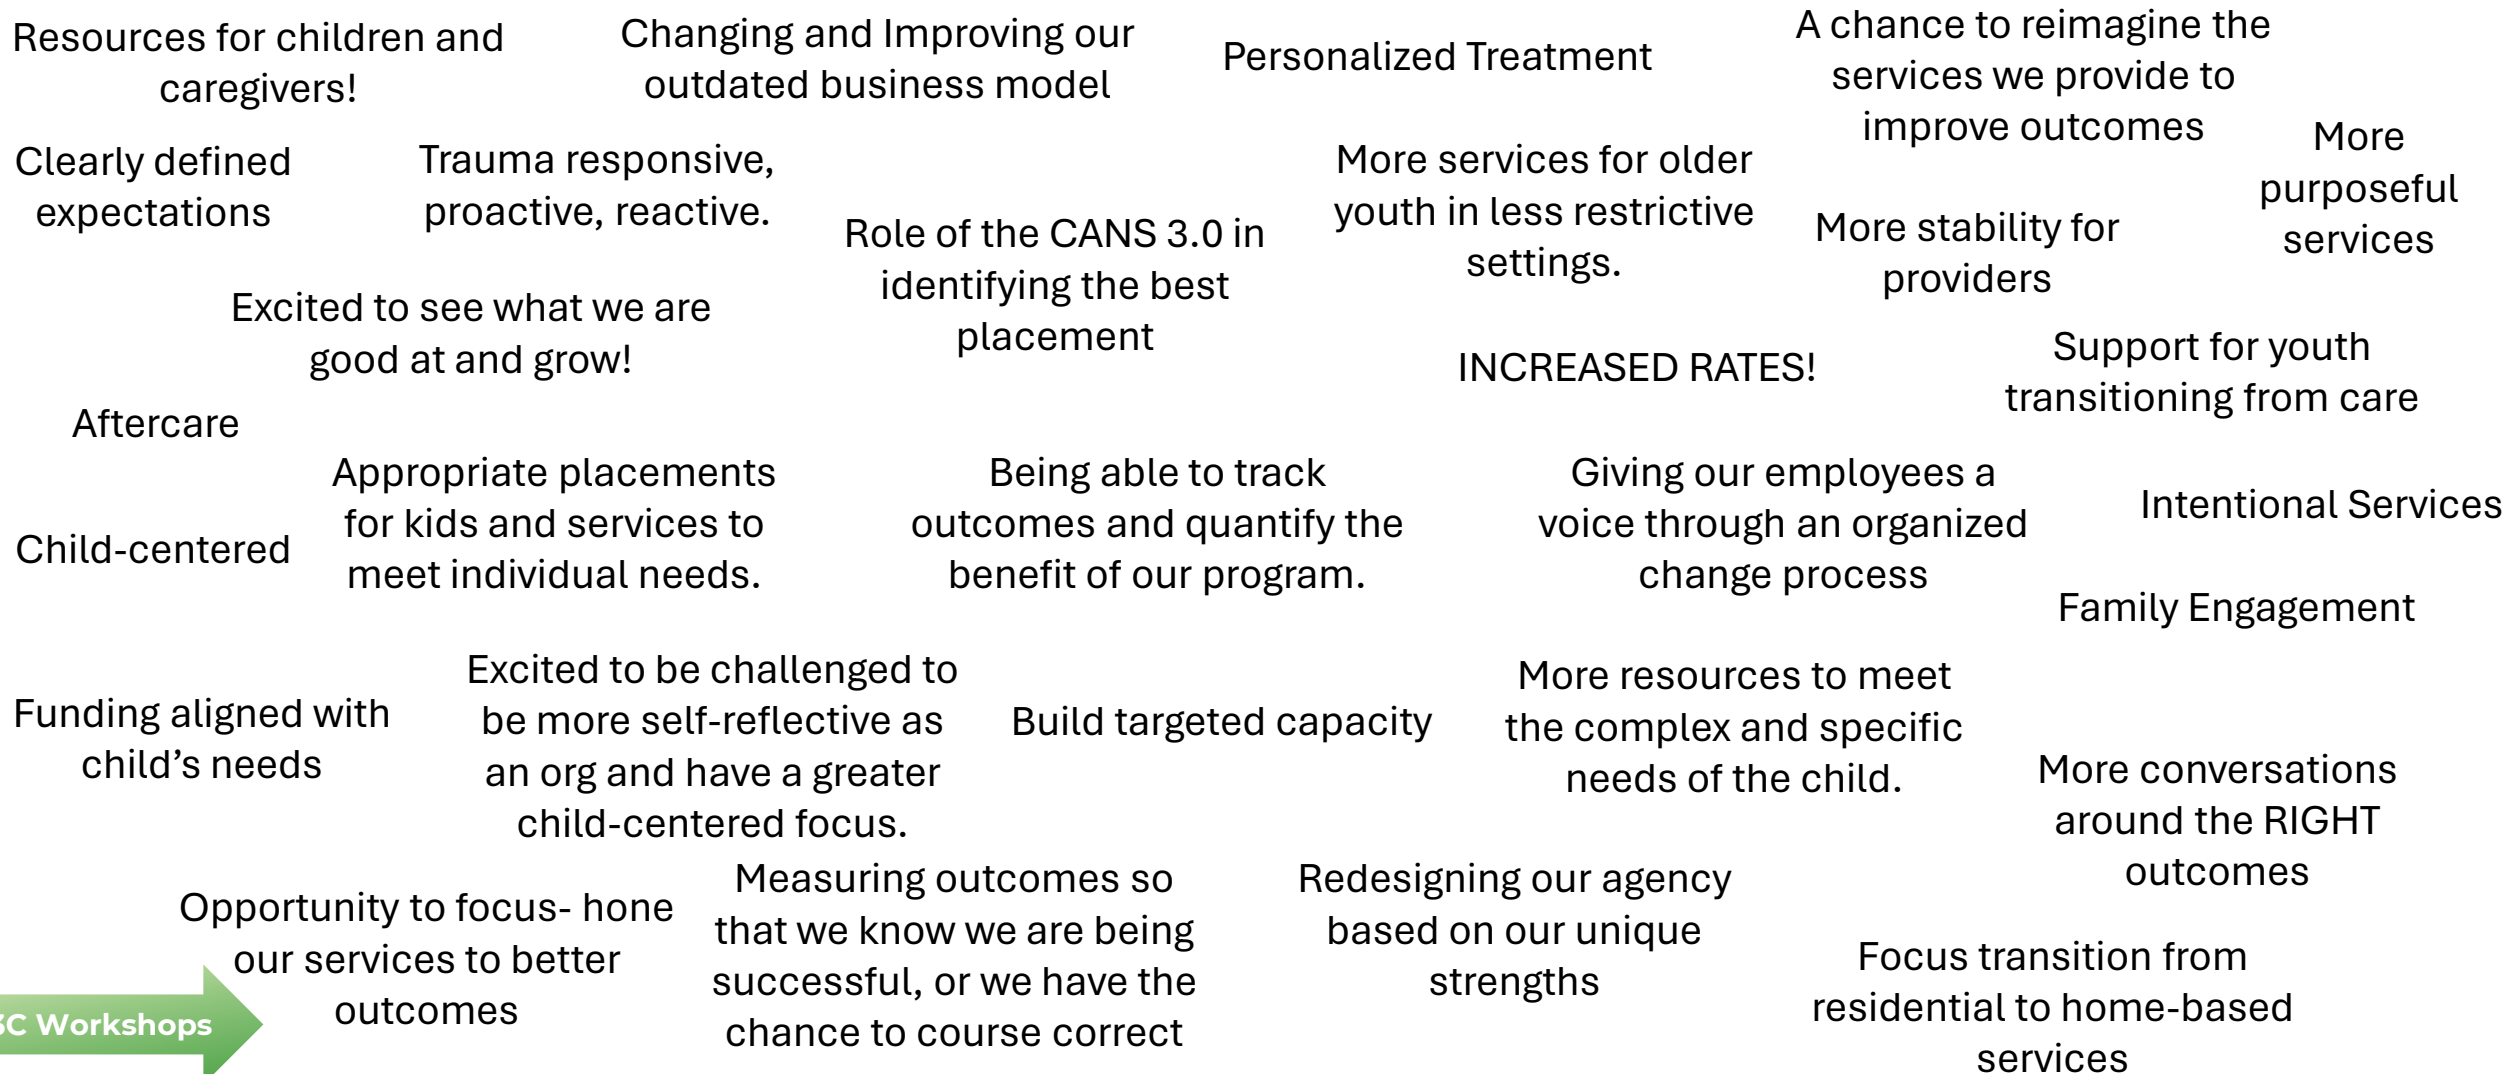 Resources for children and
caregivers!
Changing and Improving our
outdated business model
Personalized Treatment
A chance to reimagine the
services we provide to
improve outcomes
Clearly defined
expectations
Trauma responsive,
proactive, reactive.
Role of the CANS 3.0 in
identifying the best
placement
More services for older
youth in less restrictive
settings.
More stability for
providers
More
purposeful
services
Excited to see what we are
good at and grow!
INCREASED RATES!
Support for youth
transitioning from care
Aftercare
Child-centered
Appropriate placements
for kids and services to
meet individual needs.
Being able to track
outcomes and quantify the
benefit of our program.
Giving our employees a
voice through an organized
change process
Intentional Services
Family Engagement
Funding aligned with
child’s needs
Excited to be challenged to
be more self-reflective as
an org and have a greater
child-centered focus.
Build targeted capacity
More resources to meet
the complex and specific
needs of the child.
More conversations
around the RIGHT
outcomes
Opportunity to focus- hone
our services to better
outcomes
Measuring outcomes so
that we know we are being
successful, or we have the
chance to course correct
Redesigning our agency
based on our unique
strengths
Focus transition from
residential to home-based
services
Workshops